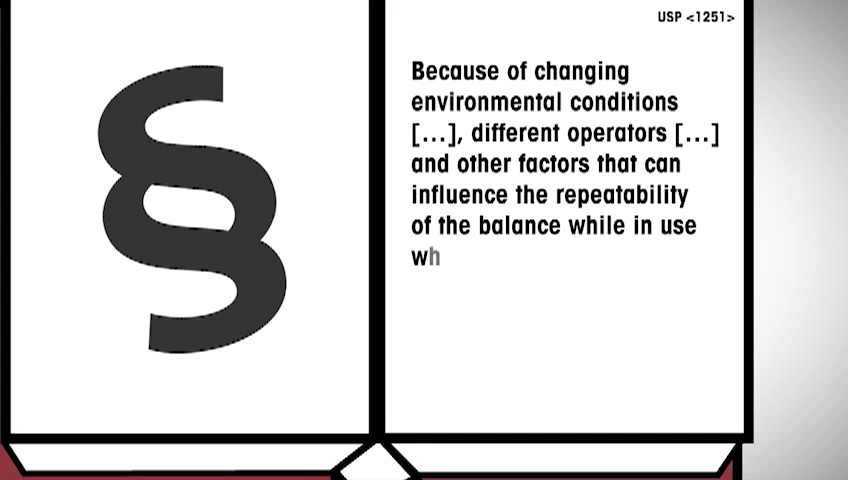 USP <1251>
§
Because of changing
environmental conditions
[...], different operators [...]
and other factors that can
influence the repeatability
of the balance while in use
wh